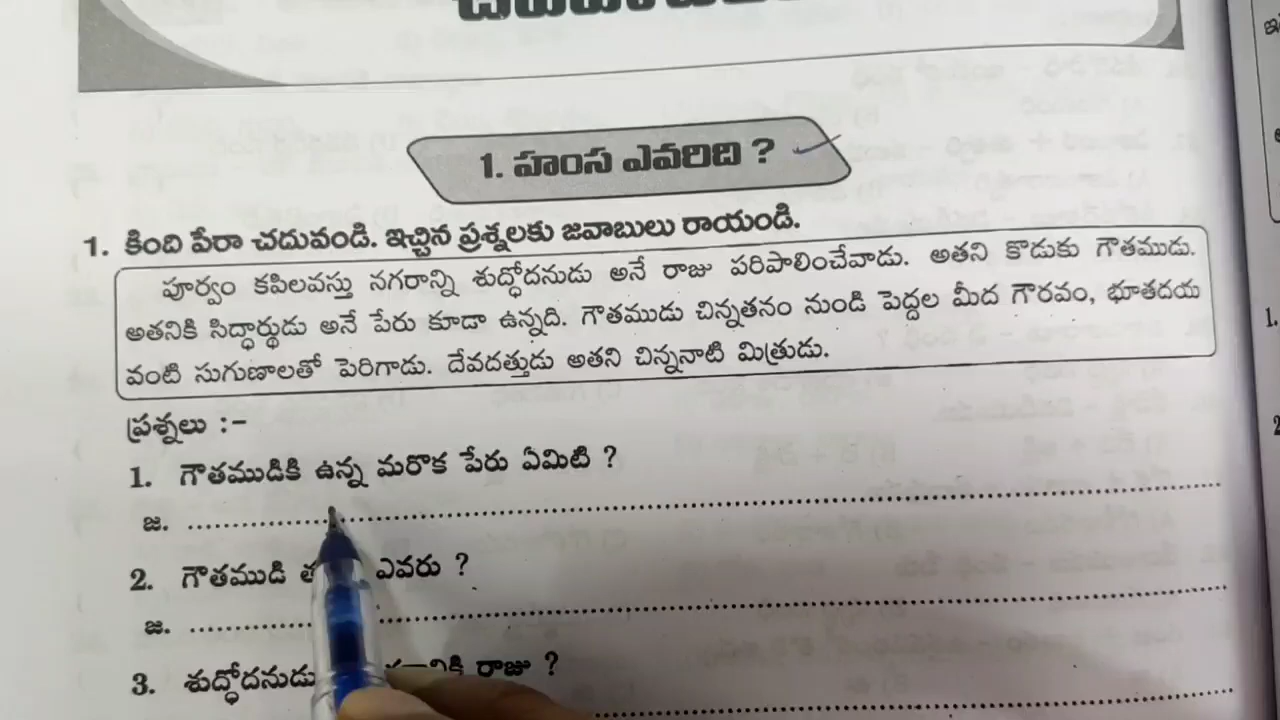 1. హంస ఎవరిది ?
1. కింది పేరా చదువండి. ఇచ్చిన ప్రశ్నలకు జవాబులు రాయండి.
పూర్వం కపిలవస్తు నగరాన్ని శుద్ధోదనుడు అనే రాజు పరిపాలించేవాడు. అతని కొడుకు గౌతముడు.
అతనికి సిద్ధార్థుడు అనే పేరు కూడా ఉన్నది. గౌతముడు చిన్నతనం నుండి పెద్దల మీద గౌరవం, భూతదయ
వంటి సుగుణాలతో పెరిగాడు. దేవదత్తుడు అతని చిన్ననాటి మిత్రుడు.
ప్రశ్నలు :-
1. గౌతముడికి ఉన్న మరొక పేరు ఏమిటి ?
జ. ........................................................................
2. గౌతముడి ఎవరు ?
జ. ........................................................................
3. శుద్ధోదనుడు రాజు ?